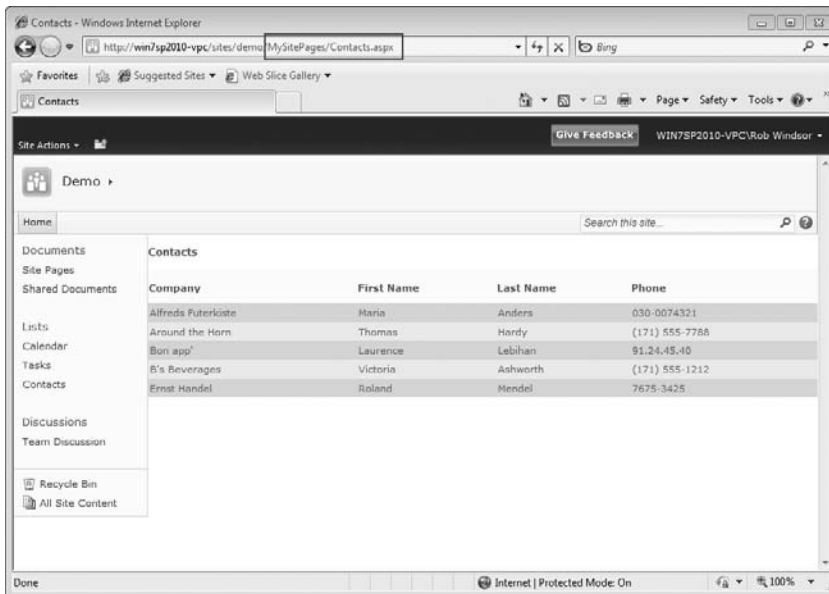 Contacts - Windows Internet Explorer
http://win7sp2010-vpc/sites/demo/MySitePages/Contacts.aspx
Bing
Favorites Suggested Sites Web Slice Gallery
Contacts Page Safety Tools
Site Actions Give Feedback WIN7SP2010-VPC\Rob Windsor
Demo
Home Search this site...
Documents
Site Pages
Shared Documents
Lists
Calendar
Tasks
Contacts
Discussions
Team Discussion
Recycle Bin
All Site Content
Contacts
Company First Name Last Name Phone
Alfreds Futerkiste Maria Anders 030-0074321
Around the Horn Thomas Hardy (171) 555-7788
Bon app' Laurence Lebihan 91.24.45.40
B's Beverages Victoria Ashworth (171) 555-1212
Ernst Handel Roland Mendel 7675-3425
Done Internet | Protected Mode: On 100%